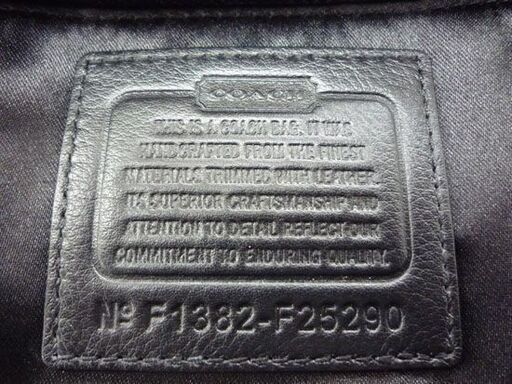 COACH
THIS IS A COACH BAG. IT WAS
HANDCRAFTED FROM THE FINEST
MATERIALS TRIMMED WITH LEATHER.
ITS SUPERIOR CRAFTSMANSHIP AND
ATTENTION TO DETAIL REFLECT OUR
COMMITMENT TO ENDURING QUALITY.
Nº F1382-F25290